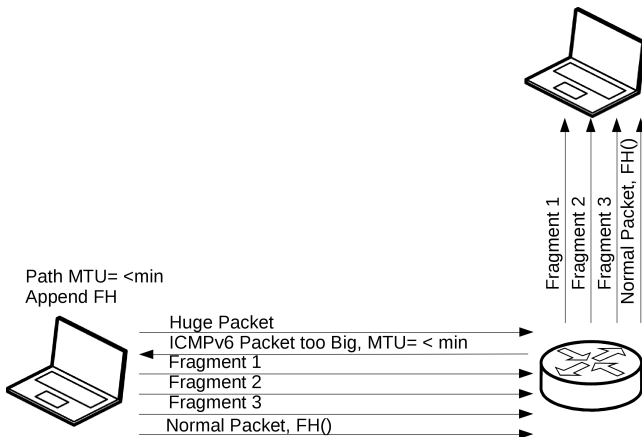 Fragment 1
Fragment 2
Fragment 3
Normal Packet, FH()
Path MTU= <min
Append FH
Huge Packet
ICMPv6 Packet too Big, MTU= < min
Fragment 1
Fragment 2
Fragment 3
Normal Packet, FH()